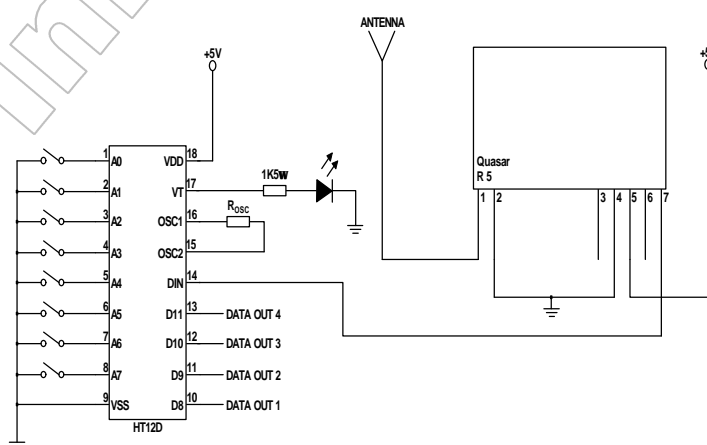 ANTENNA
+5V
1 A0 VDD 18
2 A1 VT 17
1K5W
3 A2 OSC1 16
ROSC
4 A3 OSC2 15
5 A4 DIN 14
6 A5 D11 13 DATA OUT 4
7 A6 D10 12 DATA OUT 3
8 A7 D9 11 DATA OUT 2
9 VSS D8 10 DATA OUT 1
HT12D
Quasar
R 5
1 2 3 4 5 6 7